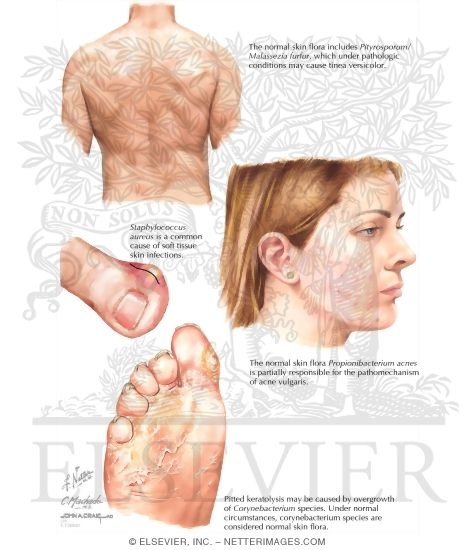 The normal skin flora includes Pityrosporum/
Malassezia furfur, which under pathologic
conditions may cause tinea versicolor.
NON SOLUS
Staphylococcus
aureus is a common
cause of soft tissue
skin infections.
The normal skin flora Propionibacterium acnes
is partially responsible for the pathomechanism
of acne vulgaris.
ELSEVIER
F. Netter
M.D.
C. Machado
M.D.
JOHN A. CRAIG, MD
Pitted keratolysis may be caused by overgrowth
of Corynebacterium species. Under normal
circumstances, corynebacterium species are
considered normal skin flora.
© ELSEVIER, INC. – NETTERIMAGES.COM